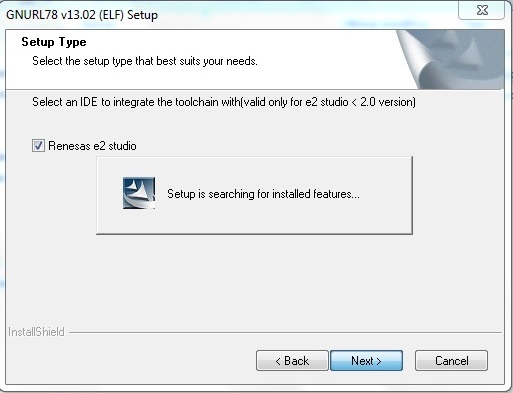 GNURL78 v13.02 (ELF) Setup
Setup Type
Select the setup type that best suits your needs.
Select an IDE to integrate the toolchain with(valid only for e2 studio < 2.0 version)
Renesas e2 studio
Setup is searching for installed features...
InstallShield
< Back Next > Cancel